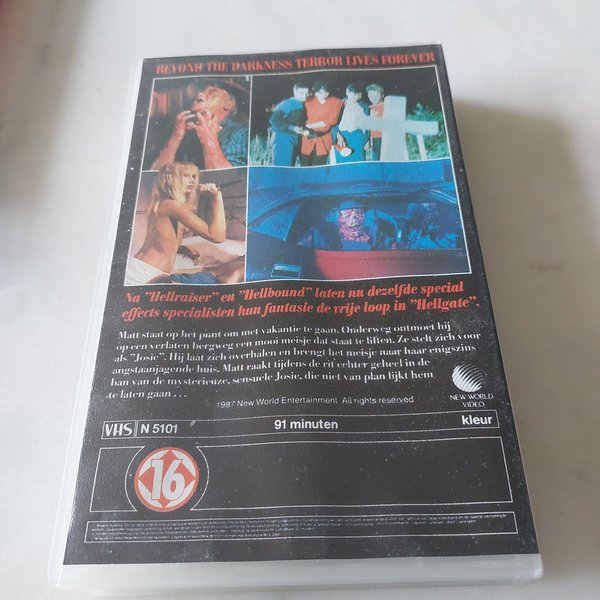 BEYOND THE DARKNESS TERROR LIVES FOREVER
Na "Hellraiser" en "Hellbound" laten nu dezelfde special
effects specialisten hun fantasie de vrije loop in "Hellgate".
Matt staat op het punt om met vakantie te gaan. Onderweg ontmoet hij
op een verlaten bergweg een mooi meisje dat staat te liften. Ze stelt zich voor
als "Josie". Hij laat zich overhalen en brengt het meisje naar haar enigszins
angstaanjagende huis. Matt raakt tijdens de rit echter geheel in de
ban van de mysterieuze, sensuele Josie, die niet van plan lijkt hem
te laten gaan . . .
1987 New World Entertainment. All rights reserved
NEW WORLD
VIDEO
VHS N 5101 91 minuten kleur
16